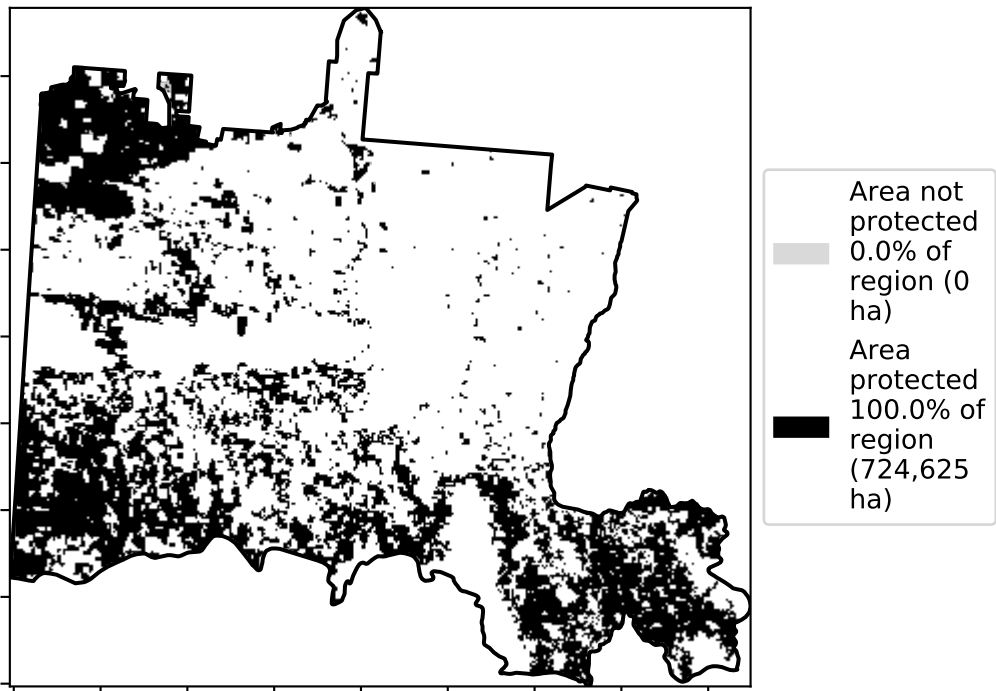 Area not
protected
0.0% of
region (0
ha)
Area
protected
100.0% of
region
(724,625
ha)